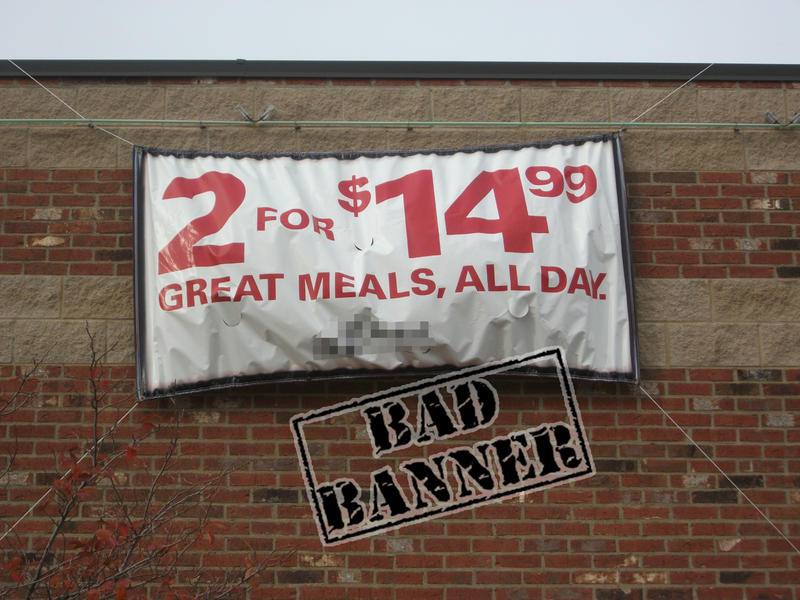 2 FOR $14 99
GREAT MEALS, ALL DAY.
BAD
BANNER